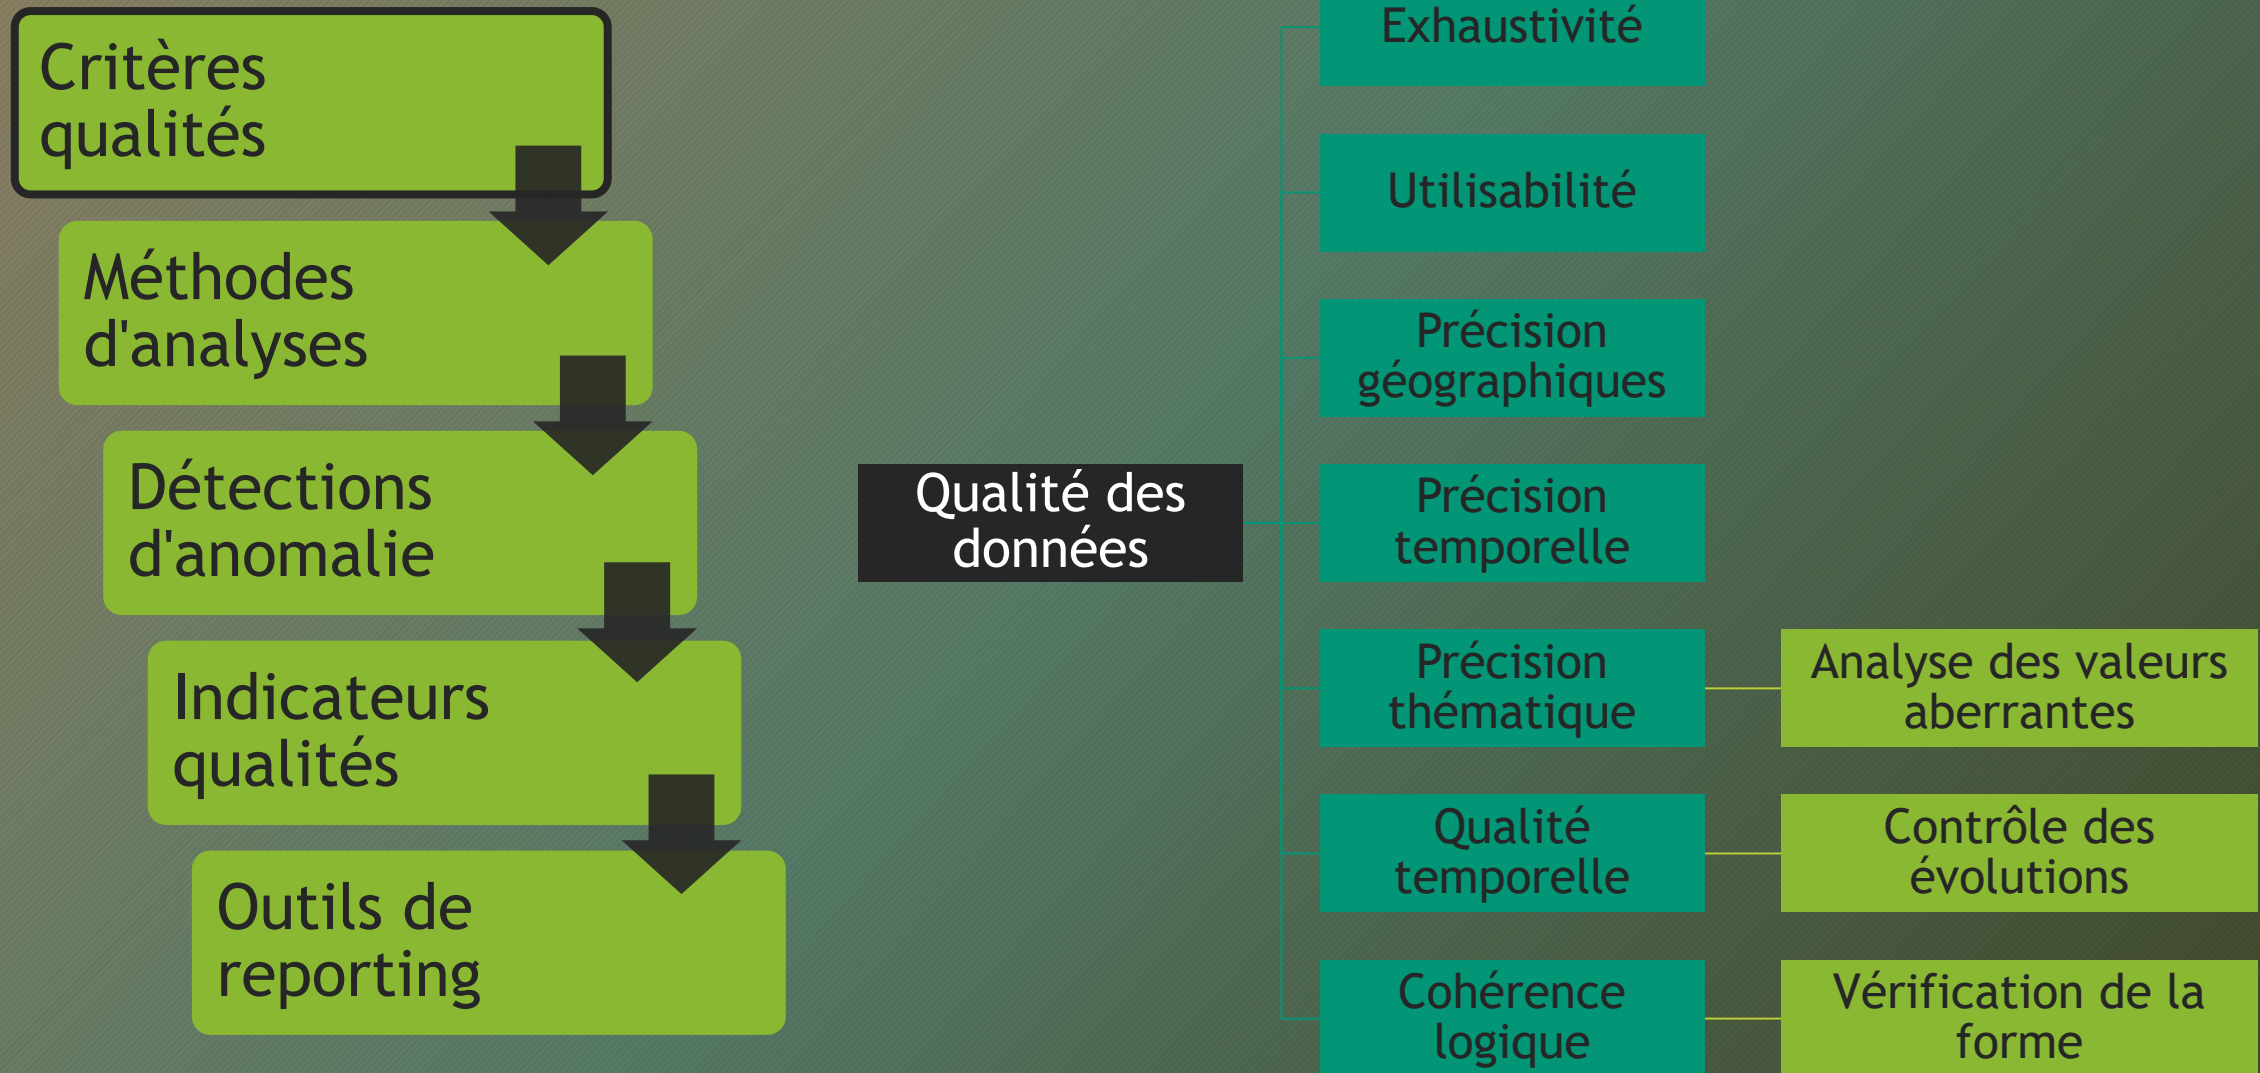 Critères
qualités
Méthodes
d'analyses
Détections
d'anomalie
Indicateurs
qualités
Outils de
reporting
Qualité des
données
Exhaustivité
Utilisabilité
Précision
géographiques
Précision
temporelle
Précision
thématique
Analyse des valeurs
aberrantes
Qualité
temporelle
Contrôle des
évolutions
Cohérence
logique
Vérification de la
forme